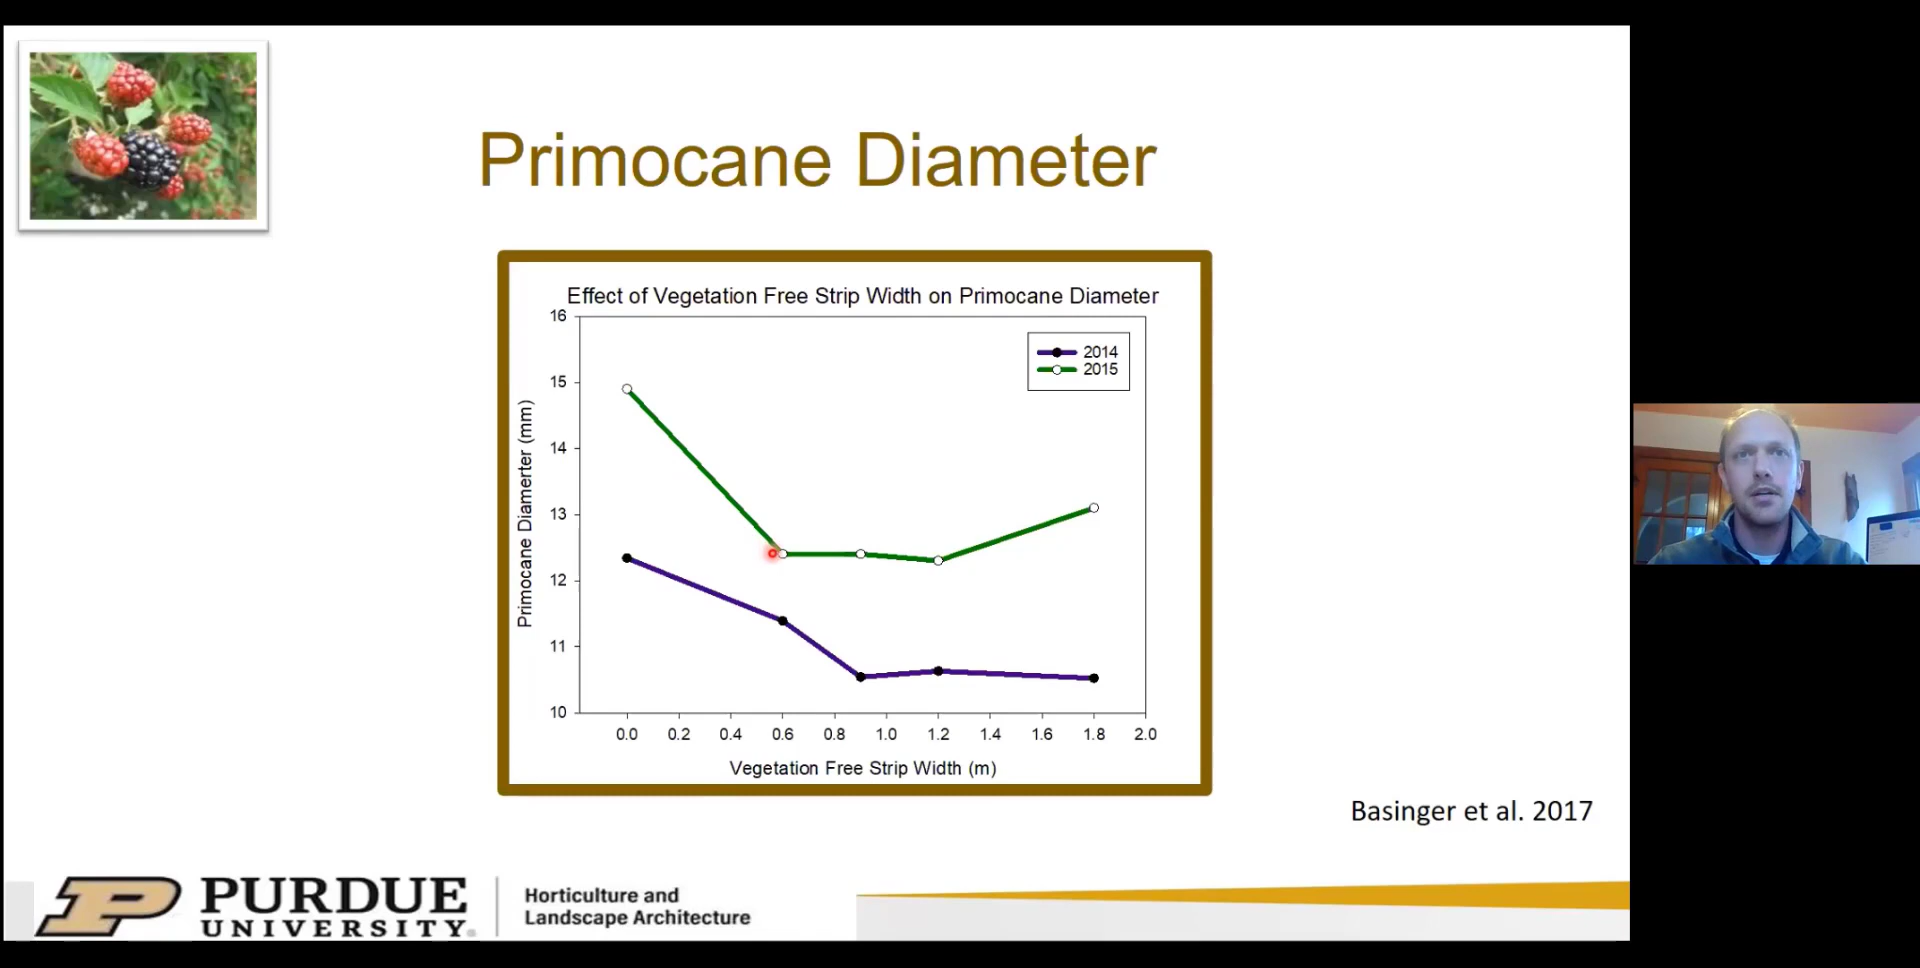 Primocane Diameter
Effect of Vegetation Free Strip Width on Primocane Diameter
16
15
14
13
12
11
10
Primocane Diamerter (mm)
2014
2015
0.0 0.2 0.4 0.6 0.8 1.0 1.2 1.4 1.6 1.8 2.0
Vegetation Free Strip Width (m)
Basinger et al. 2017
PURDUE
UNIVERSITY®
Horticulture and
Landscape Architecture